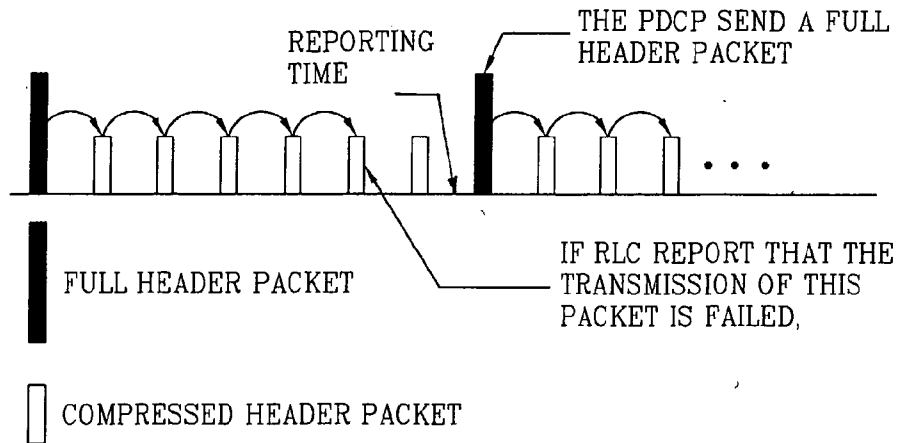 REPORTING
TIME
THE PDCP SEND A FULL
HEADER PACKET
IF RLC REPORT THAT THE
TRANSMISSION OF THIS
PACKET IS FAILED,
FULL HEADER PACKET
COMPRESSED HEADER PACKET